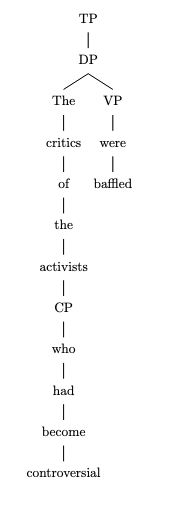 TP
DP
The VP
critics were
of baffled
the
activists
CP
who
had
become
controversial